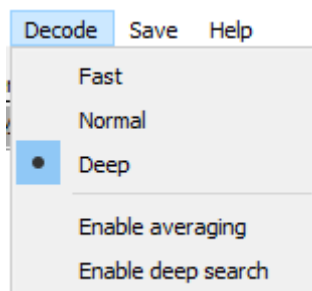 Decode Save Help
Fast
Normal
Deep
Enable averaging
Enable deep search